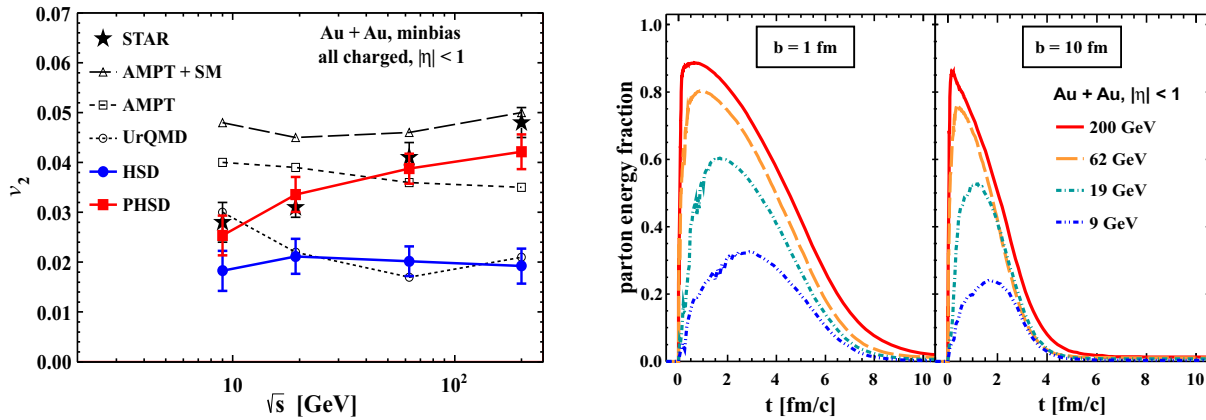 0.07
0.06
0.05
0.04
0.03
0.02
0.01
0.00
v₂
STAR
AMPT + SM
AMPT
UrQMD
HSD
PHSD
Au + Au, minbias
all charged, |η| < 1
10
10²
√s [GeV]
1.0
0.8
0.6
0.4
0.2
0.0
parton energy fraction
b = 1 fm
0 2 4 6 8 10
t [fm/c]
b = 10 fm
Au + Au, |η| < 1
200 GeV
62 GeV
19 GeV
9 GeV
0 2 4 6 8 10
t [fm/c]